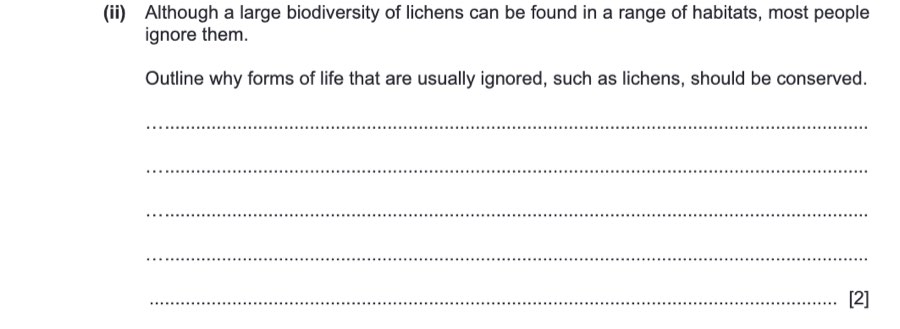 (ii) Although a large biodiversity of lichens can be found in a range of habitats, most people
ignore them.
Outline why forms of life that are usually ignored, such as lichens, should be conserved.
[2]